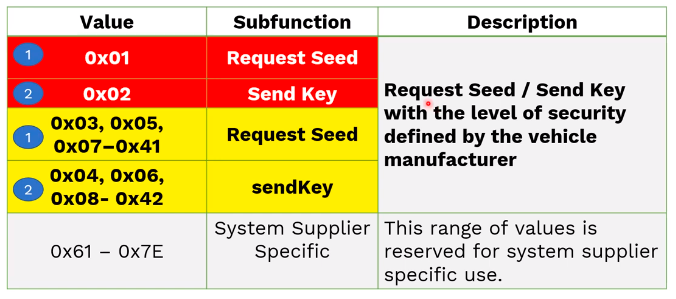 Value Subfunction Description
1 0x01 Request Seed
2 0x02 Send Key
Request Seed / Send Key
with the level of security
defined by the vehicle
manufacturer
1 0x03, 0x05,
0x07–0x41
Request Seed
2 0x04, 0x06,
0x08- 0x42
sendKey
0x61 – 0x7E
System Supplier
Specific
This range of values is
reserved for system supplier
specific use.